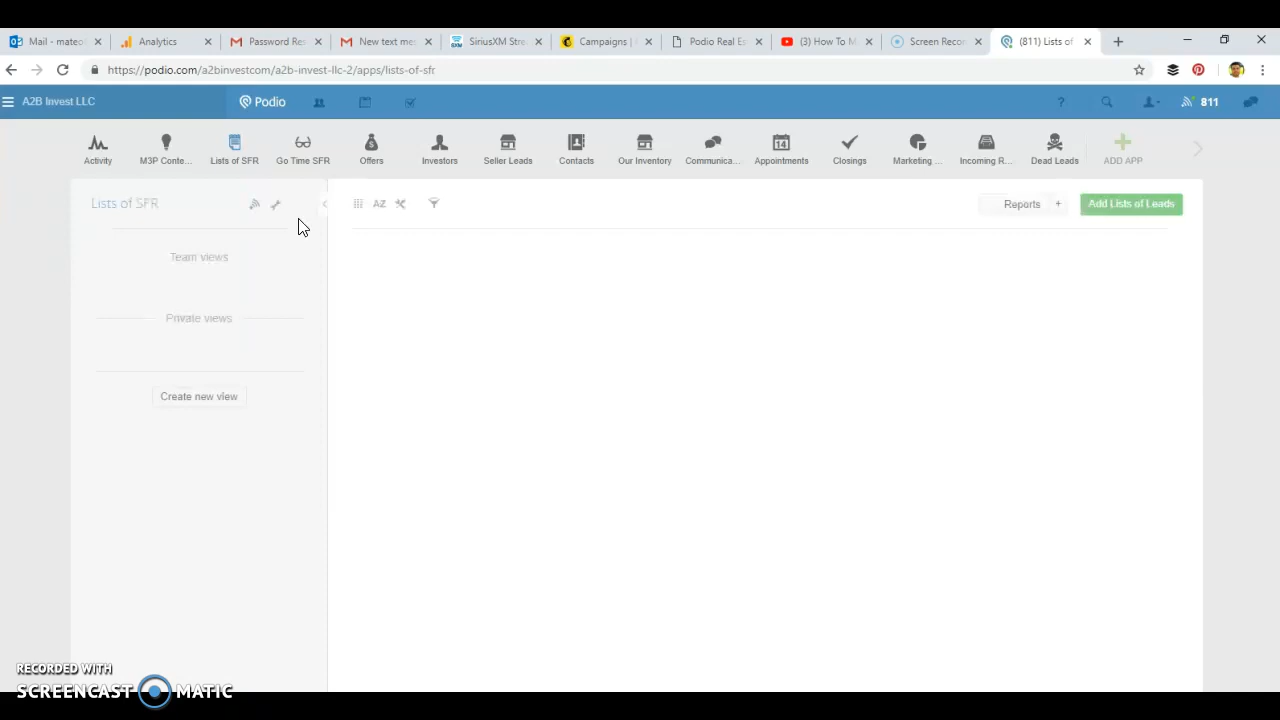 Mail - mateo
Analytics
Password Res
New text mes
SiriusXM Stre
Campaigns |
Podio Real Es
(3) How To M
Screen Recor
(811) Lists of
https://podio.com/a2binvestcom/a2b-invest-llc-2/apps/lists-of-sfr
A2B Invest LLC
Podio
?
811
Activity
M3P Conte...
Lists of SFR
Go Time SFR
Offers
Investors
Seller Leads
Contacts
Our Inventory
Communica...
14
Appointments
Closings
Marketing ...
Incoming R...
Dead Leads
ADD APP
Lists of SFR
AZ
Reports +
Add Lists of Leads
Team views
Private views
Create new view
RECORDED WITH
SCREENCAST MATIC